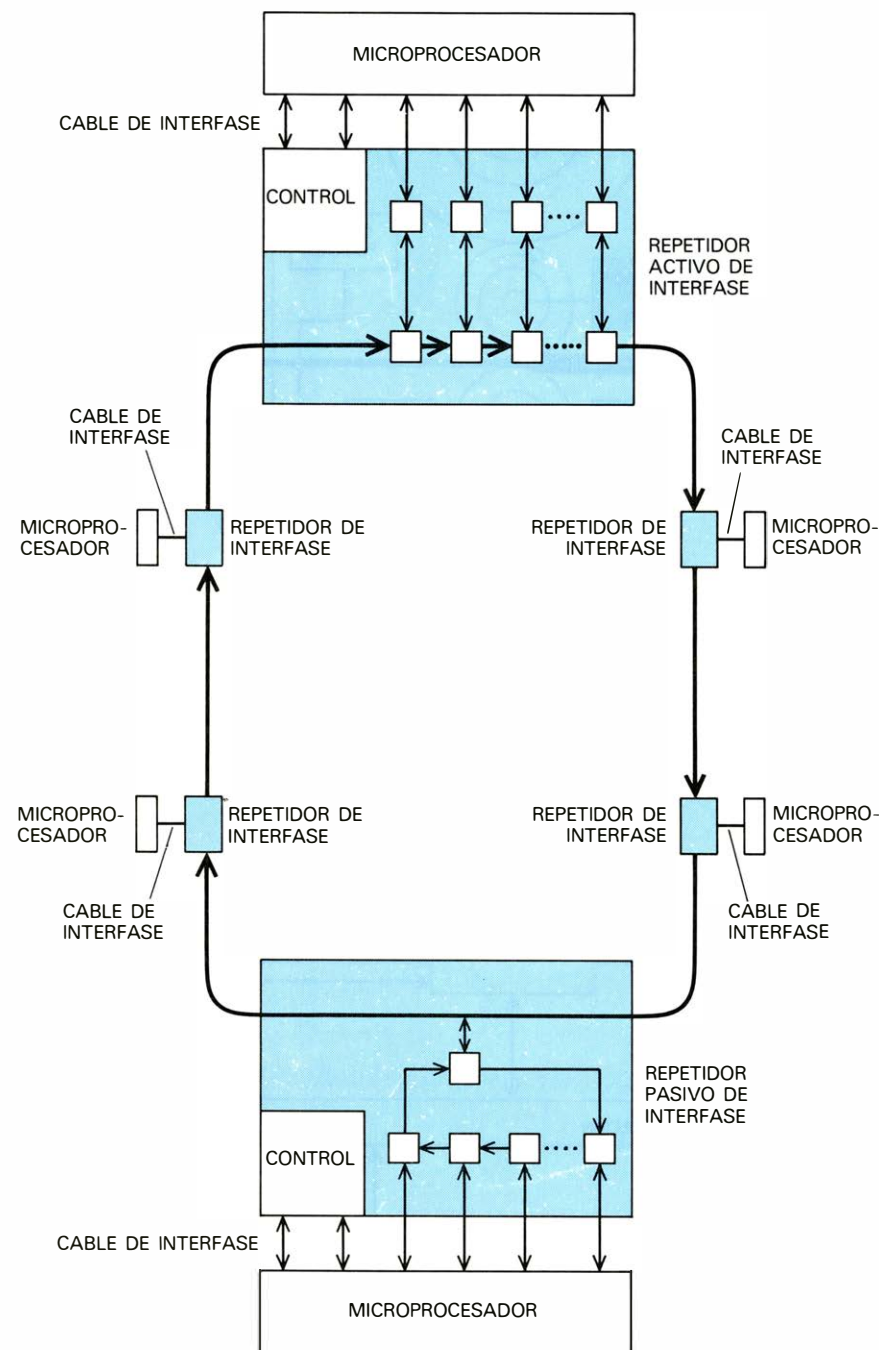 MICROPROCESADOR
CABLE DE INTERFASE
CONTROL
REPETIDOR
ACTIVO DE
INTERFASE
CABLE DE
INTERFASE
CABLE DE
INTERFASE
MICROPRO-
CESADOR
REPETIDOR DE
INTERFASE
REPETIDOR DE
INTERFASE
MICROPRO-
CESADOR
MICROPRO-
CESADOR
REPETIDOR DE
INTERFASE
REPETIDOR DE
INTERFASE
MICROPRO-
CESADOR
CABLE DE
INTERFASE
CABLE DE
INTERFASE
REPETIDOR
PASIVO DE
INTERFASE
CONTROL
CABLE DE INTERFASE
MICROPROCESADOR